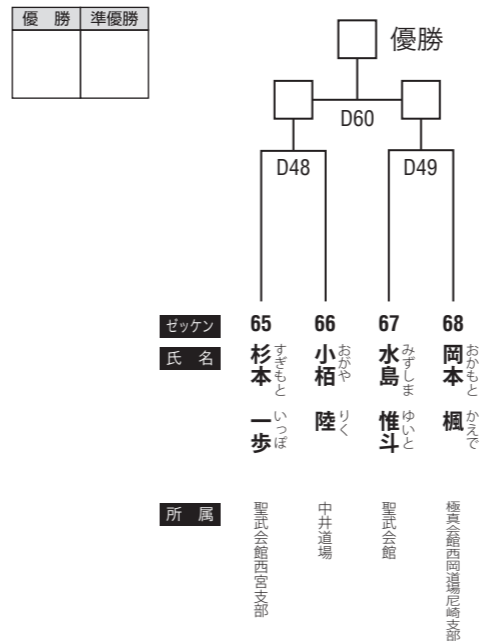 優 勝 準優勝
優勝
D60
D48 D49
ゼッケン 65 66 67 68
氏 名
杉本 一歩
すぎもと いっぽ
小栢 陸
おがや りく
水島 惟斗
みずしま ゆいと
岡本 楓
おかもと かえで
所 属
聖武会館西宮支部
中井道場
聖武会館
極真会館西岡道場尼崎支部